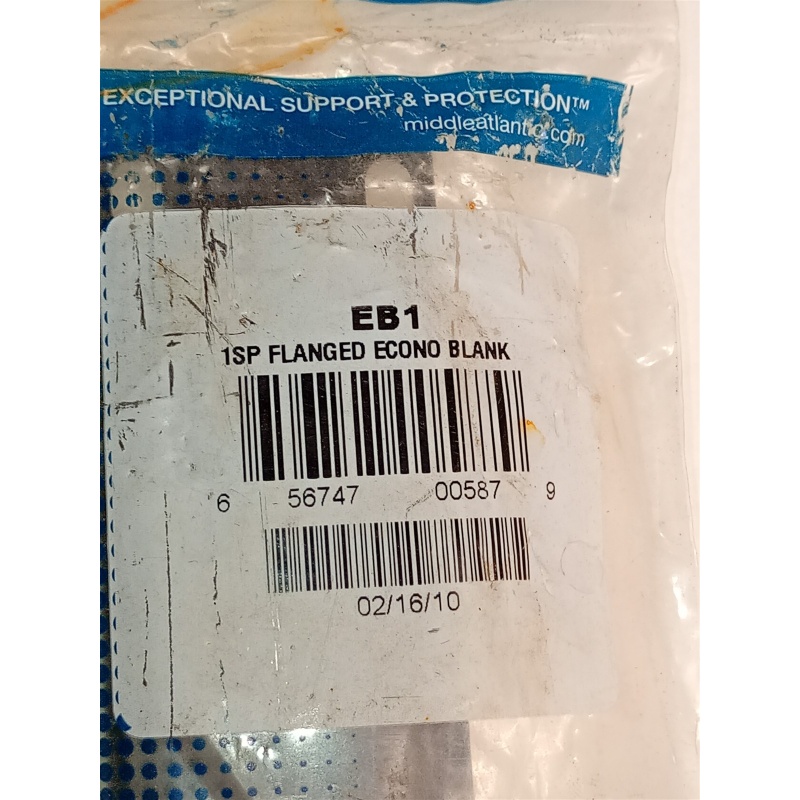 EXCEPTIONAL SUPPORT & PROTECTION™
middleatlantic.com
EB1
1SP FLANGED ECONO BLANK
6 56747 00587 9
02/16/10